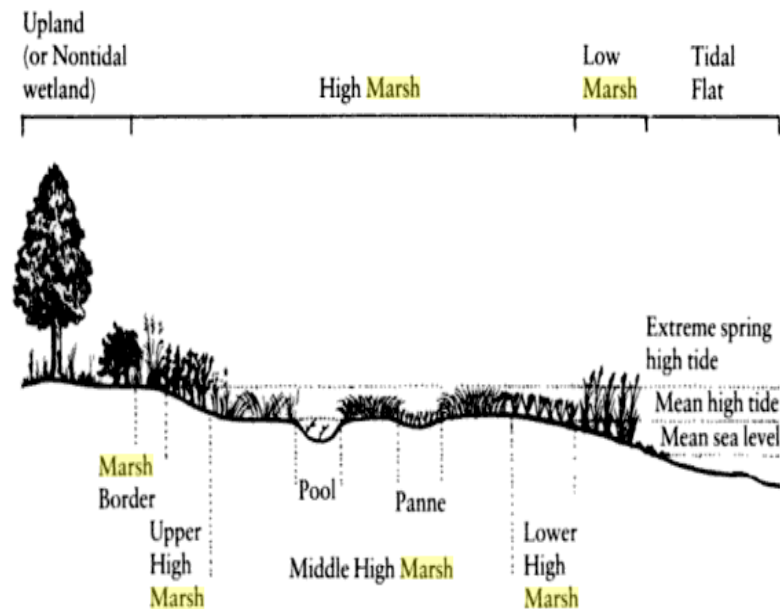 Upland
(or Nontidal
wetland)
High Marsh
Low
Marsh
Tidal
Flat
Extreme spring
high tide
Mean high tide
Mean sea level
Marsh
Border
Pool
Panne
Upper
High
Marsh
Middle High Marsh
Lower
High
Marsh